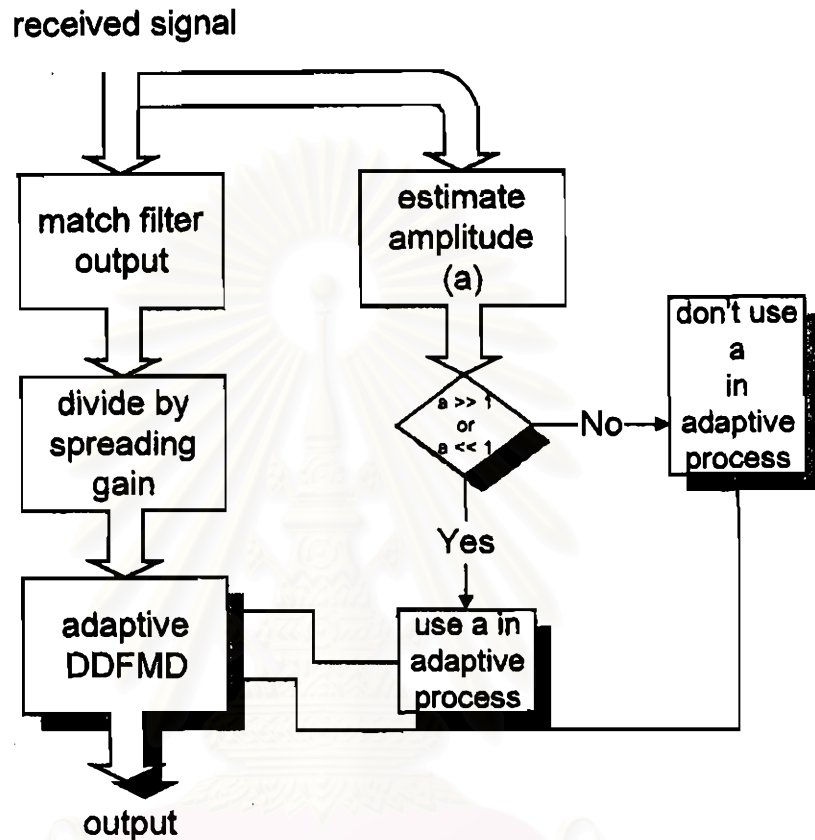 received signal
match filter
output
estimate
amplitude
(a)
don't use
a
in
adaptive
process
divide by
spreading
gain
a >> 1
or
a << 1
No
Yes
adaptive
DDFMD
use a in
adaptive
process
output